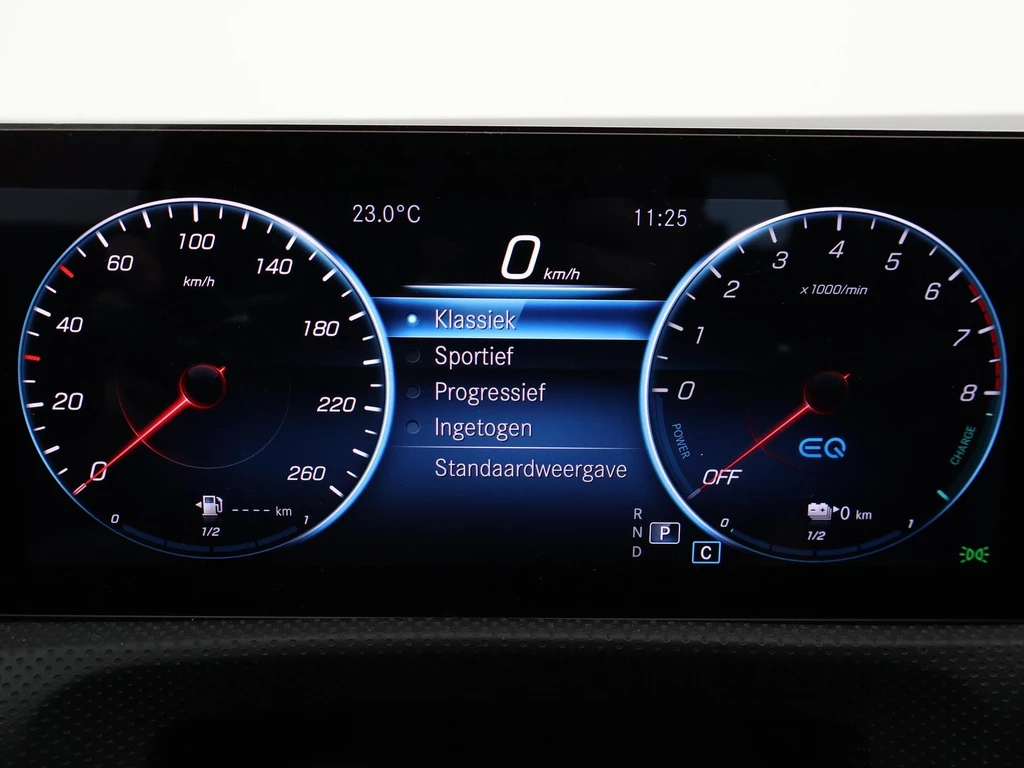 23.0°C
11:25
0 km/h
Klassiek
Sportief
Progressief
Ingetogen
Standaardweergave
0
20
40
60
100
140
180
220
260
km/h
---- km
0
1/2
1
OFF
0
1
2
3
4
5
6
7
8
x1000/min
POWER
CHARGE
EQ
0 km
0
1/2
1
R
N P
D
C